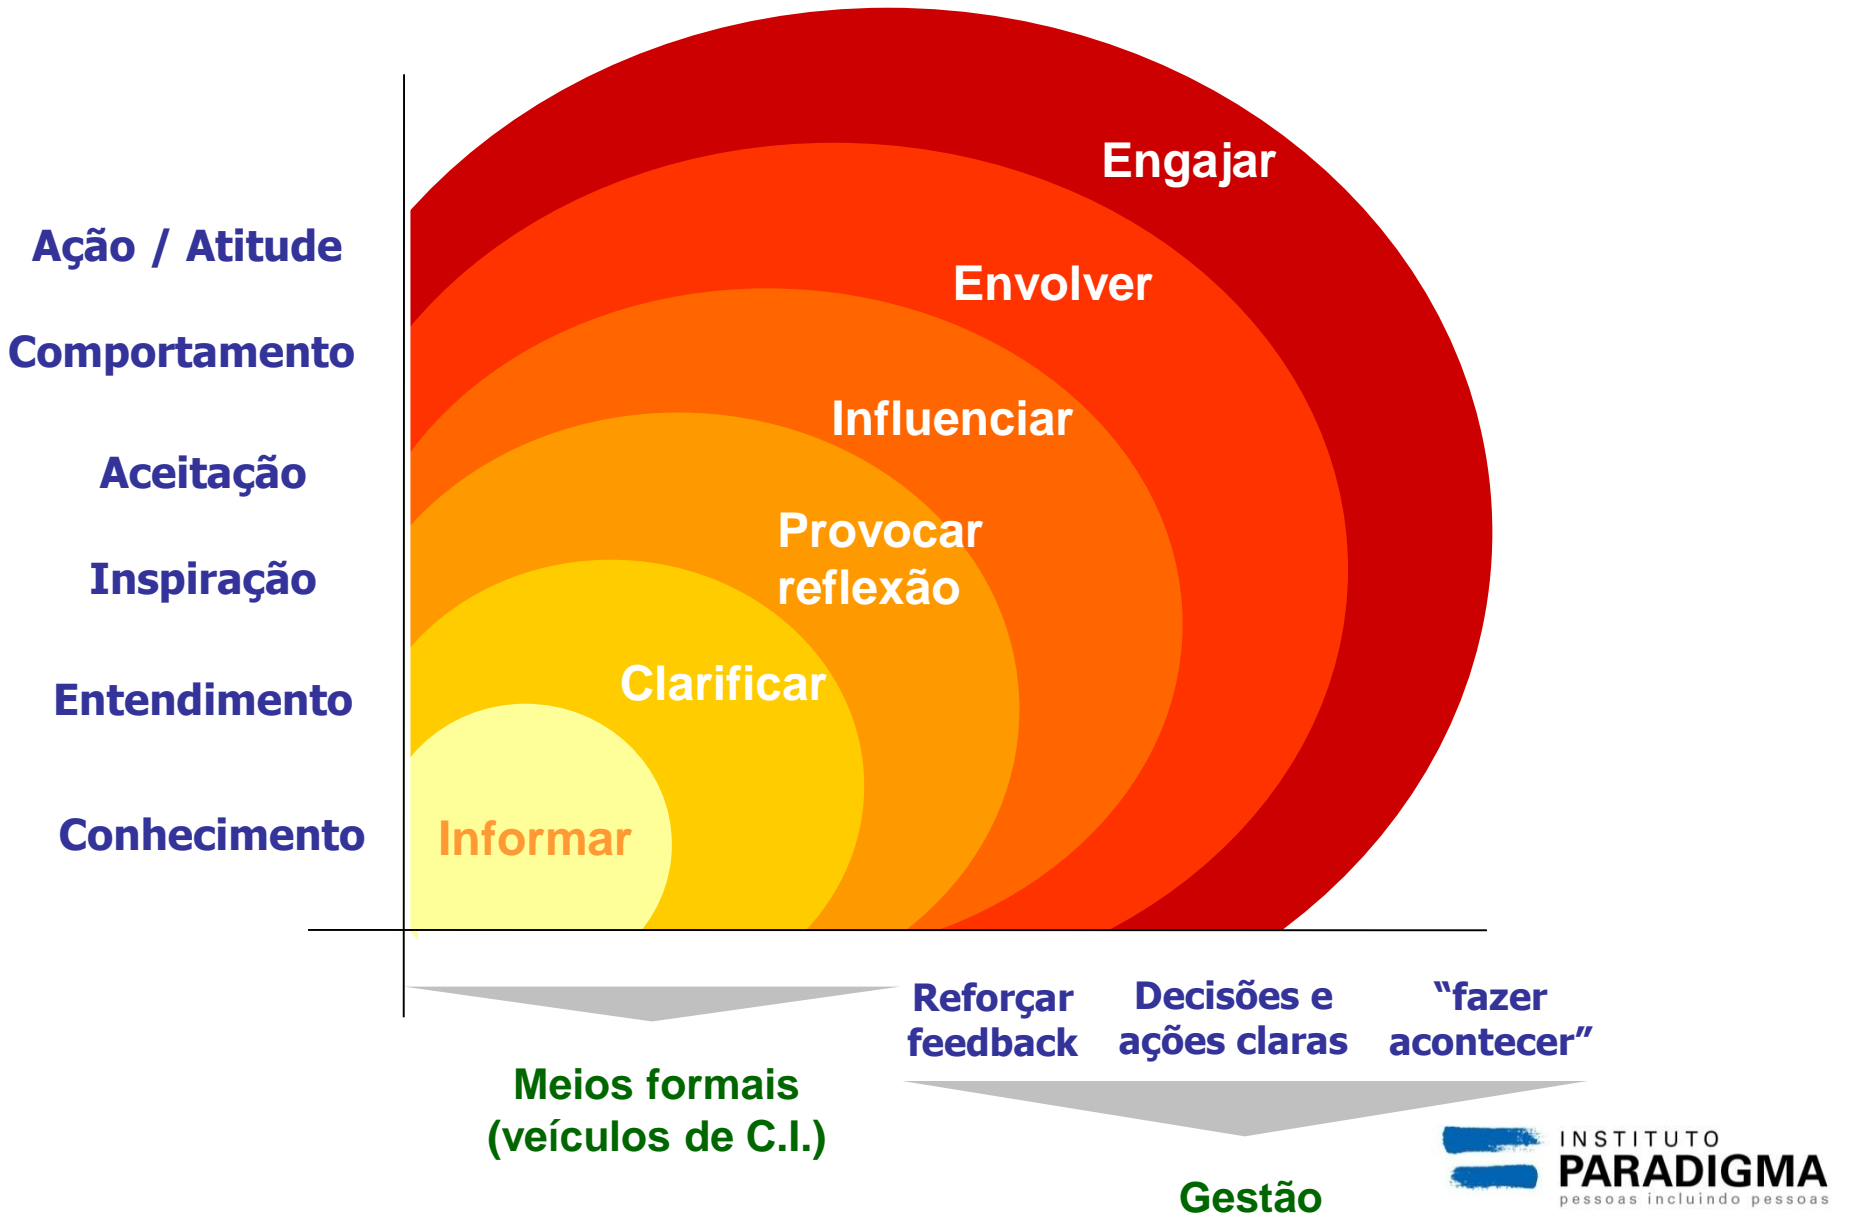 Engajar
Ação / Atitude
Envolver
Comportamento
Influenciar
Aceitação
Provocar
reflexão
Inspiração
Clarificar
Entendimento
Informar
Conhecimento
Reforçar
feedback
Decisões e
ações claras
“fazer
acontecer”
Meios formais
(veículos de C.I.)
Gestão
INSTITUTO
PARADIGMA
pessoas incluindo pessoas